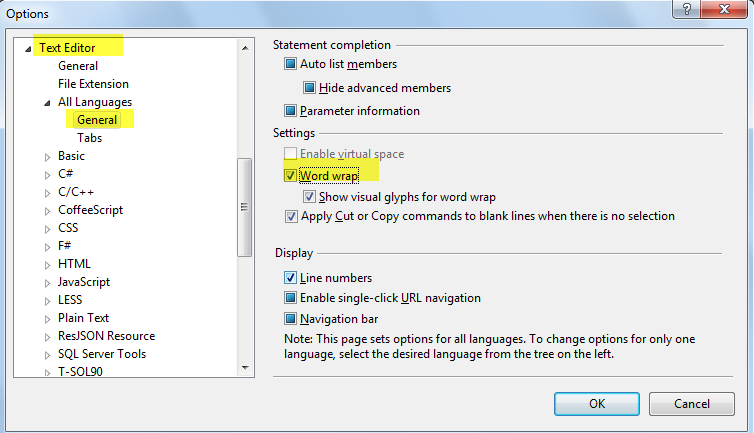 Options
Text Editor
General
File Extension
All Languages
General
Tabs
Basic
C#
C/C++
CoffeeScript
CSS
F#
HTML
JavaScript
LESS
Plain Text
ResJSON Resource
SQL Server Tools
T-SQL90
Statement completion
Auto list members
Hide advanced members
Parameter information
Settings
Enable virtual space
Word wrap
Show visual glyphs for word wrap
Apply Cut or Copy commands to blank lines when there is no selection
Display
Line numbers
Enable single-click URL navigation
Navigation bar
Note: This page sets options for all languages. To change options for only one
language, select the desired language from the tree on the left.
OK
Cancel